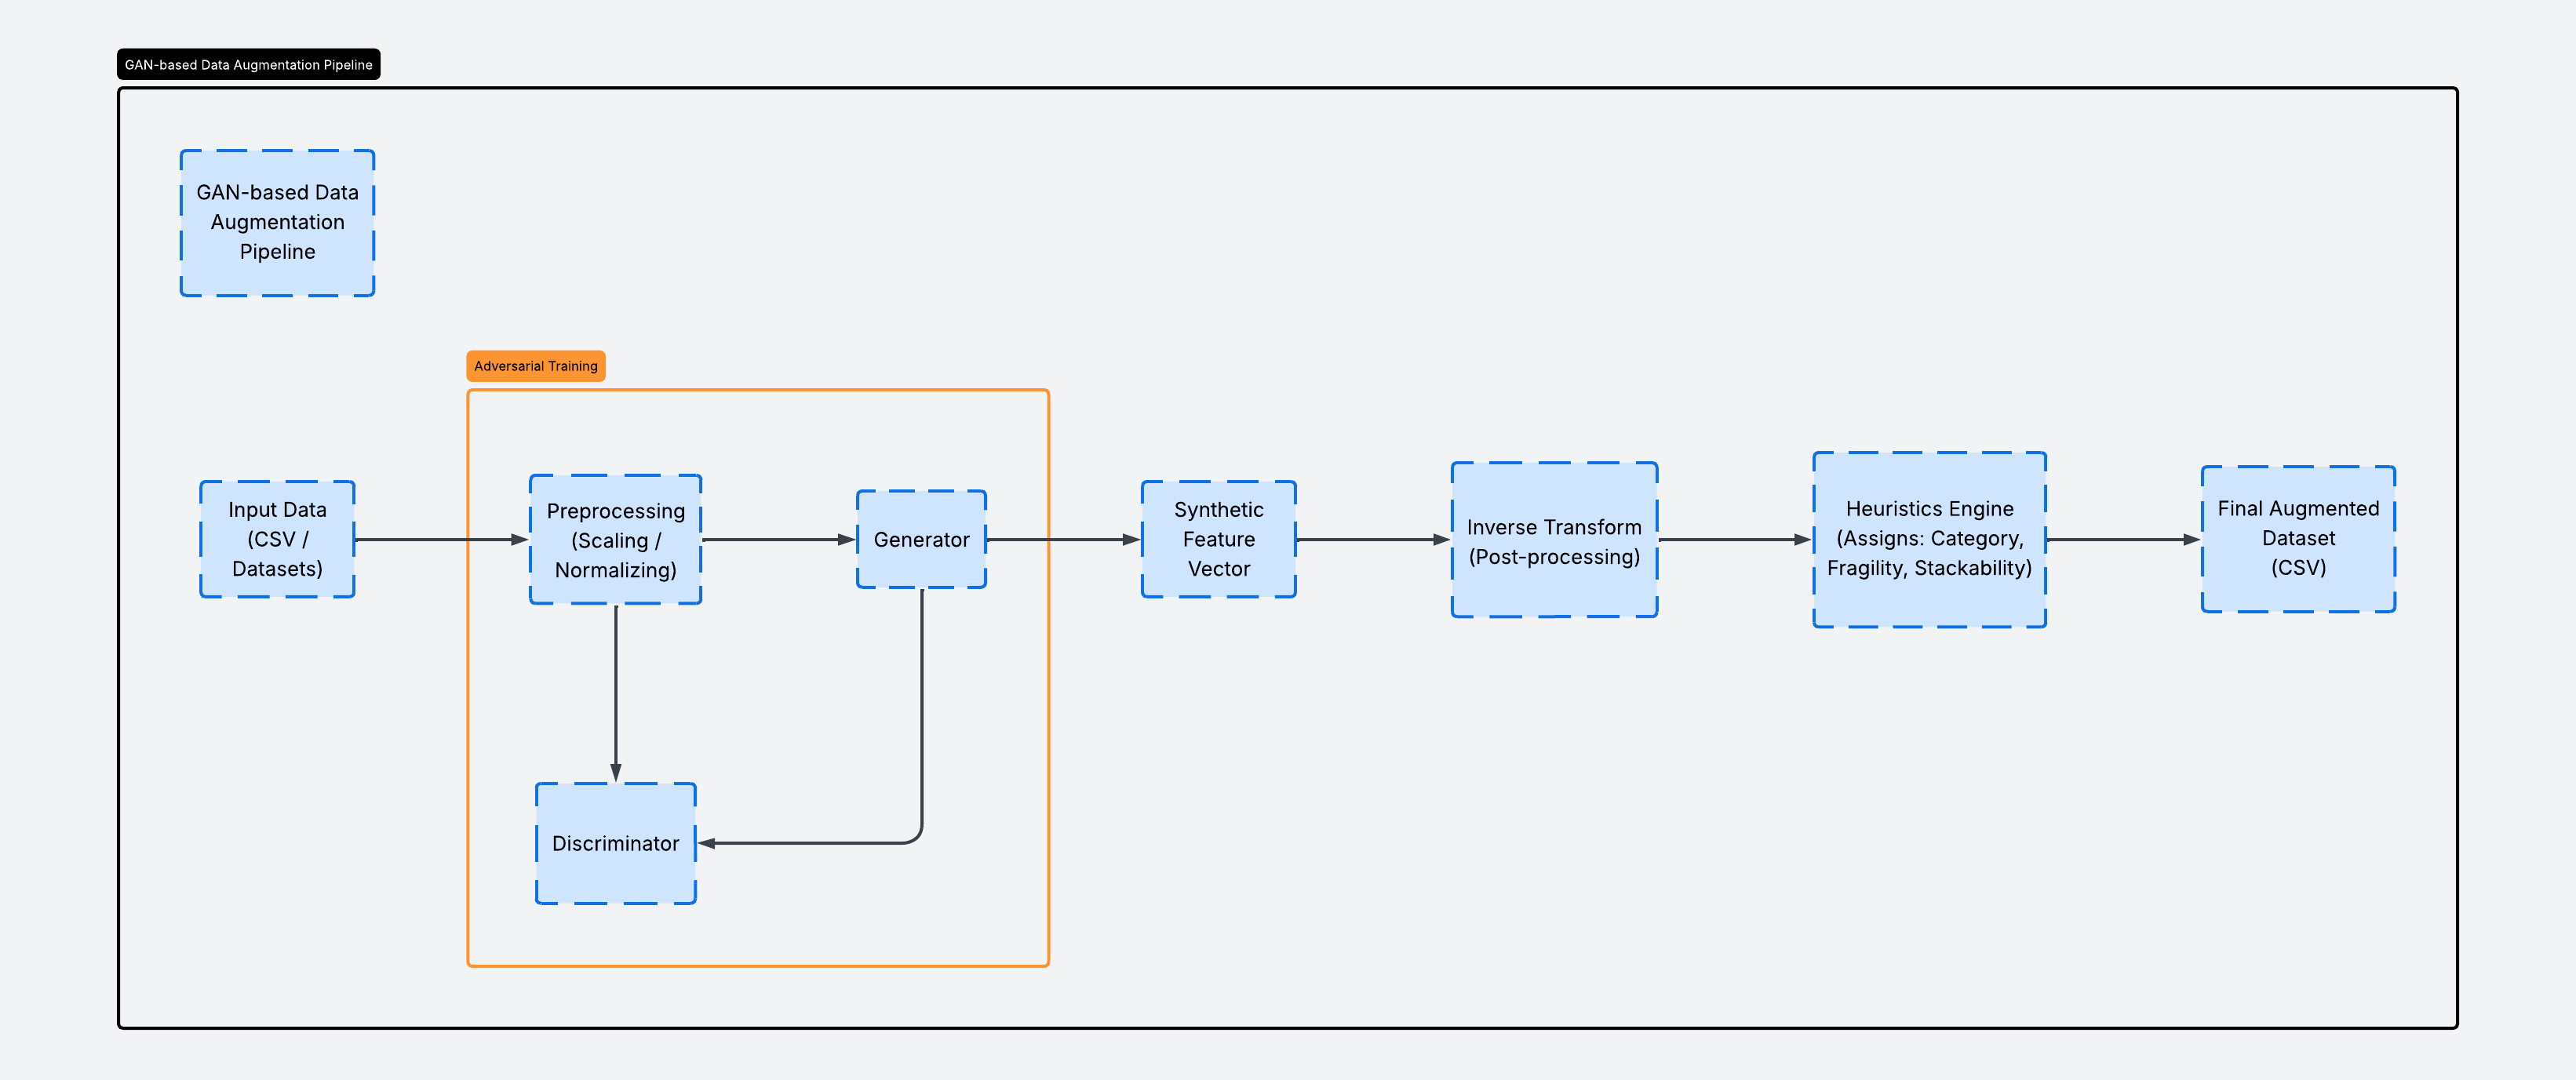 GAN-based Data Augmentation Pipeline
GAN-based Data
Augmentation
Pipeline
Adversarial Training
Input Data
(CSV /
Datasets)
Preprocessing
(Scaling /
Normalizing)
Generator
Synthetic
Feature
Vector
Inverse Transform
(Post-processing)
Heuristics Engine
(Assigns: Category,
Fragility, Stackability)
Final Augmented
Dataset
(CSV)
Discriminator